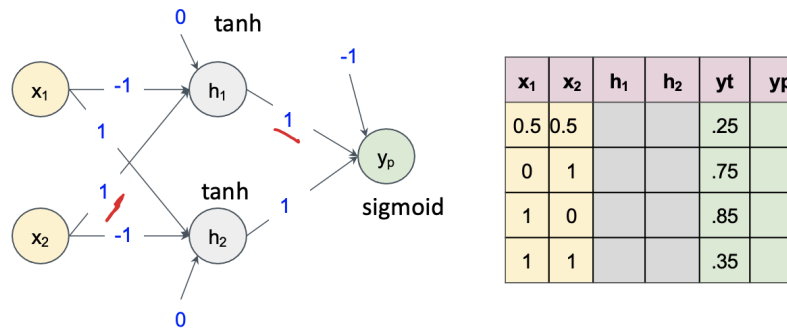 0
tanh
-1
x1
-1
h1
1
1
yp
sigmoid
1
tanh
1
x2
-1
h2
0
x1 x2 h1 h2 yt yp
0.5 0.5 .25
0 1 .75
1 0 .85
1 1 .35